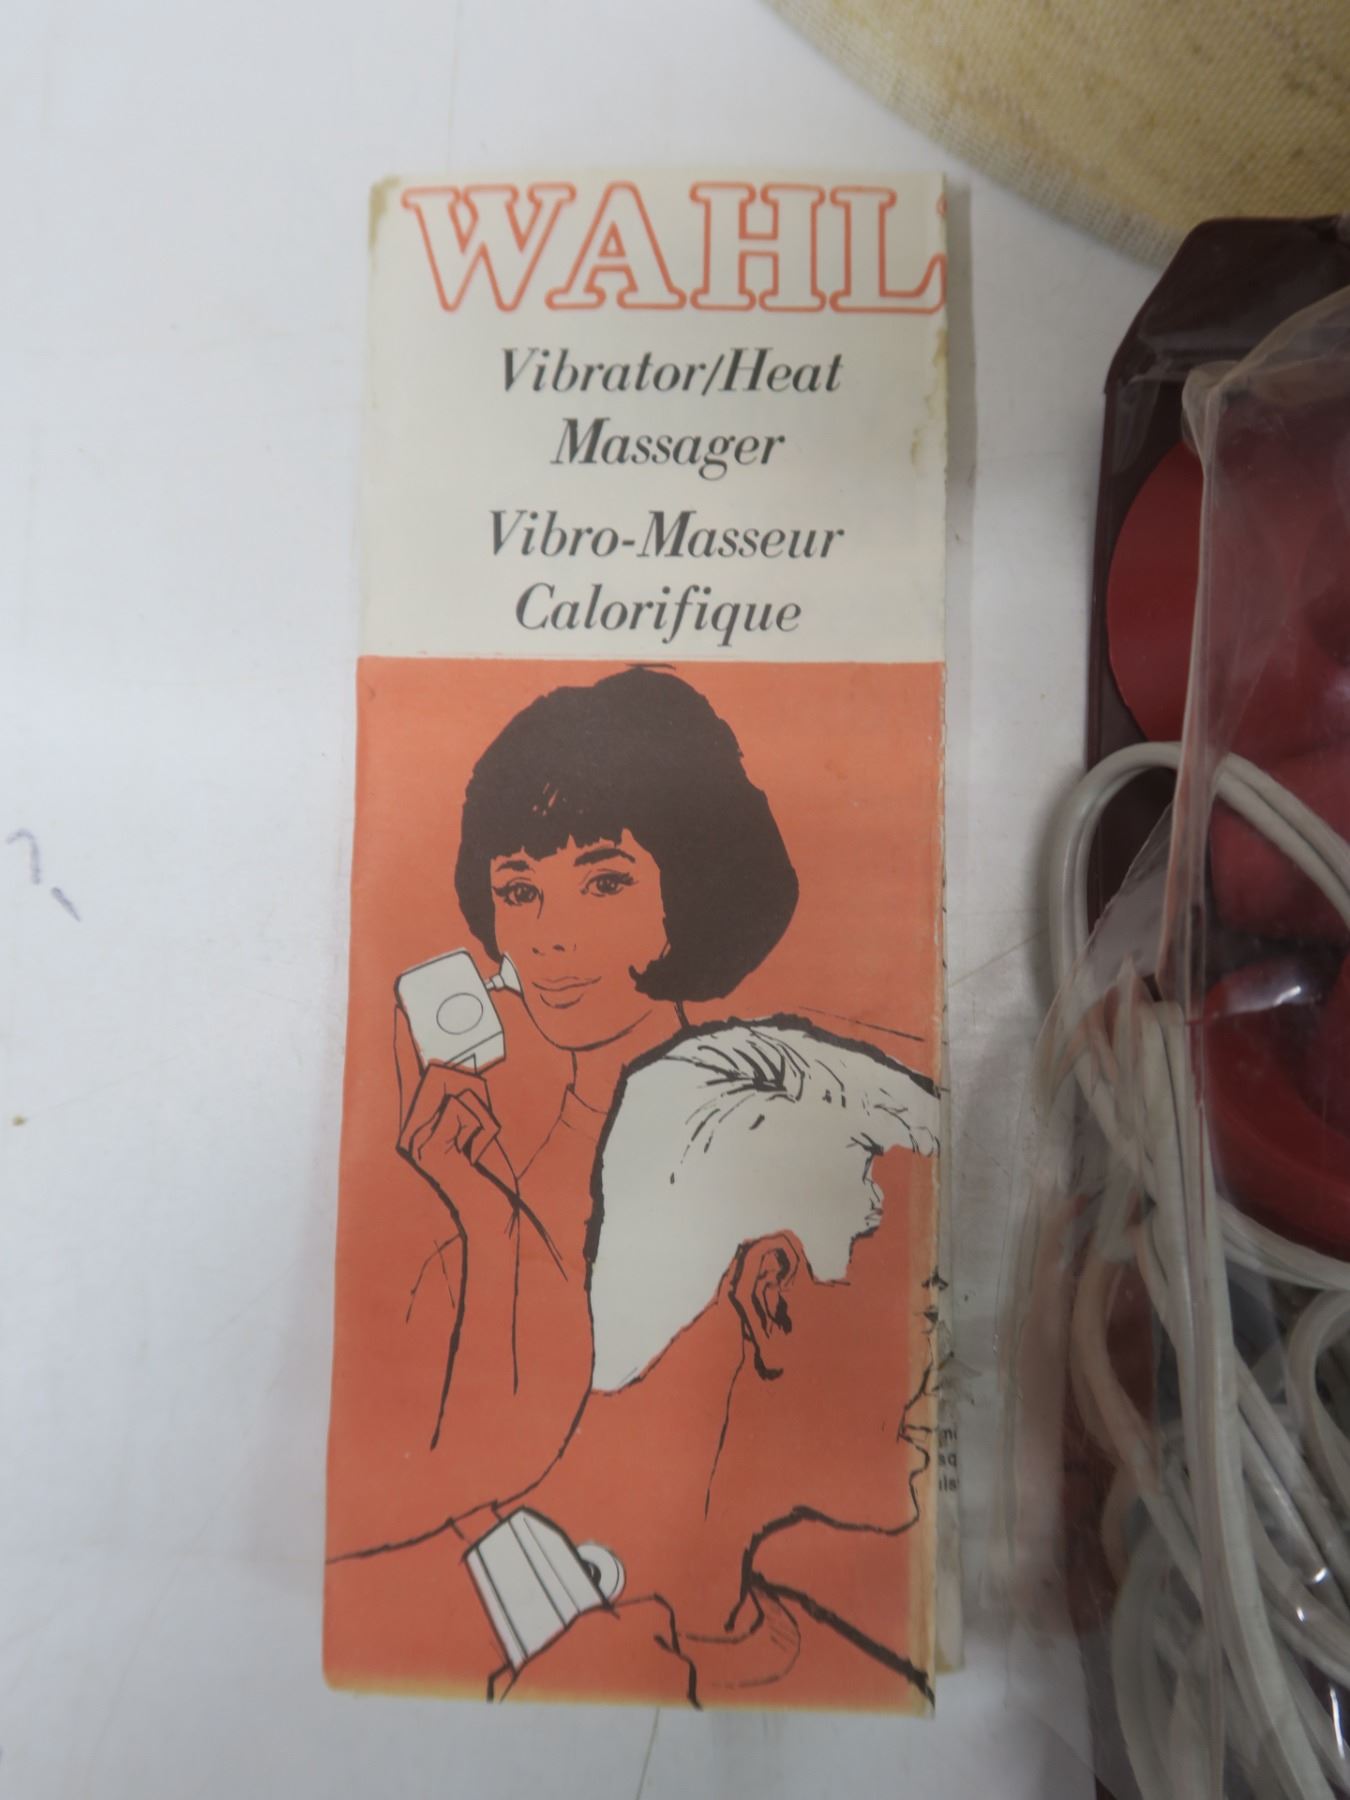 WAHL
Vibrator/Heat
Massager
Vibro-Masseur
Calorifique